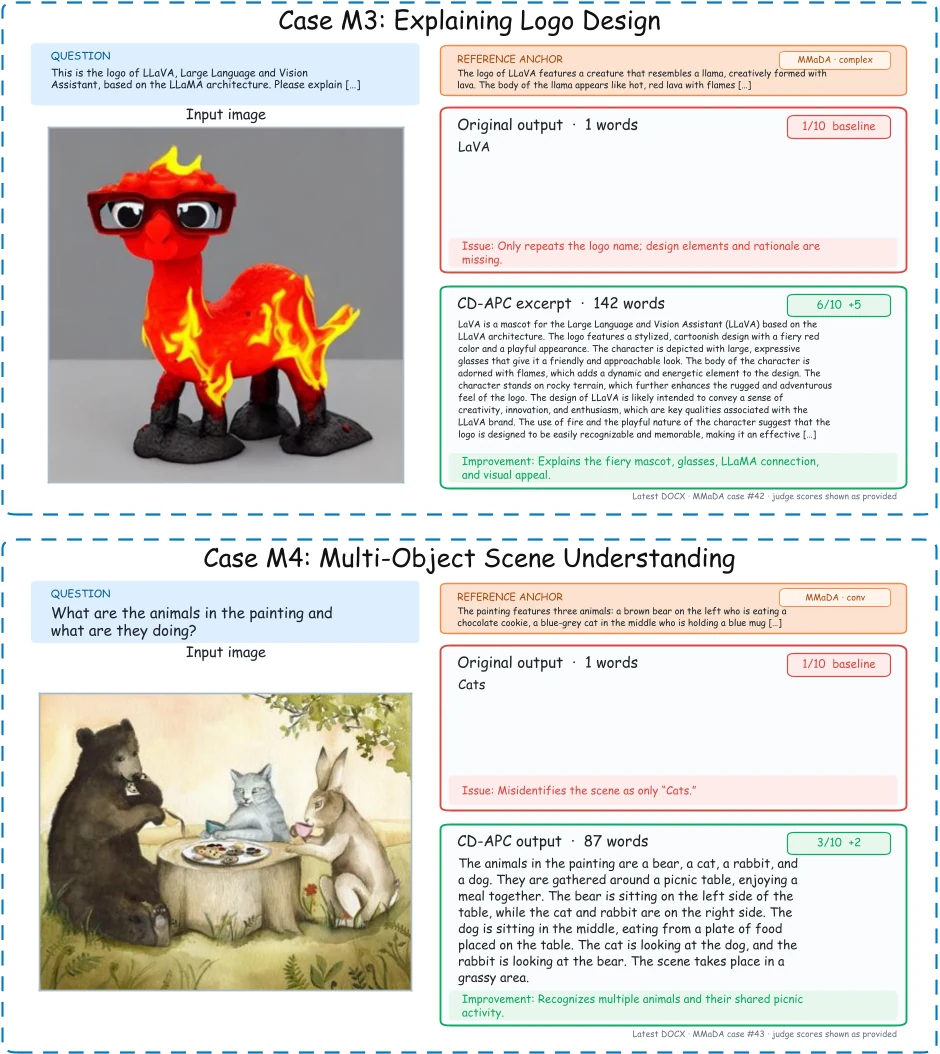 Case M3: Explaining Logo Design
QUESTION
This is the logo of LLaVA, Large Language and Vision
Assistant, based on the LLaMA architecture. Please explain [...]
Input image
REFERENCE ANCHOR
MMaDA · complex
The logo of LLaVA features a creature that resembles a llama, creatively formed with
lava. The body of the llama appears like hot, red lava with flames [...]
Original output · 1 words
1/10 baseline
LaVA
Issue: Only repeats the logo name; design elements and rationale are
missing.
CD-APC excerpt · 142 words
6/10 +5
LaVA is a mascot for the Large Language and Vision Assistant (LLaVA) based on the
LLaVA architecture. The logo features a stylized, cartoonish design with a fiery red
color and a playful appearance. The character is depicted with large, expressive
glasses that give it a friendly and approachable look. The body of the character is
adorned with flames, which adds a dynamic and energetic element to the design. The
character stands on rocky terrain, which further enhances the rugged and adventurous
feel of the logo. The design of LLaVA is likely intended to convey a sense of
creativity, innovation, and enthusiasm, which are key qualities associated with the
LLaVA brand. The use of fire and the playful nature of the character suggest that the
logo is designed to be easily recognizable and memorable, making it an effective [...]
Improvement: Explains the fiery mascot, glasses, LLaMA connection,
and visual appeal.
Latest DOCX · MMaDA case #42 · judge scores shown as provided
Case M4: Multi-Object Scene Understanding
QUESTION
What are the animals in the painting and
what are they doing?
Input image
REFERENCE ANCHOR
MMaDA · conv
The painting features three animals: a brown bear on the left who is eating a
chocolate cookie, a blue-grey cat in the middle who is holding a blue mug [...]
Original output · 1 words
1/10 baseline
Cats
Issue: Misidentifies the scene as only “Cats.”
CD-APC output · 87 words
3/10 +2
The animals in the painting are a bear, a cat, a rabbit, and
a dog. They are gathered around a picnic table, enjoying a
meal together. The bear is sitting on the left side of the
table, while the cat and rabbit are on the right side. The
dog is sitting in the middle, eating from a plate of food
placed on the table. The cat is looking at the dog, and the
rabbit is looking at the bear. The scene takes place in a
grassy area.
Improvement: Recognizes multiple animals and their shared picnic
activity.
Latest DOCX · MMaDA case #43 · judge scores shown as provided